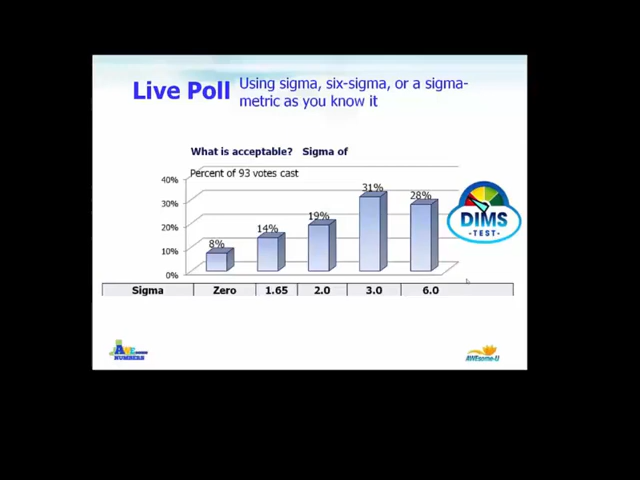 Live Poll
Using sigma, six-sigma, or a sigma-
metric as you know it
What is acceptable? Sigma of
Percent of 93 votes cast
40%
30%
20%
10%
0%
8%
14%
19%
31%
28%
Sigma Zero 1.65 2.0 3.0 6.0
DIMS
-TEST-
NUMBERS
AWEsome-U